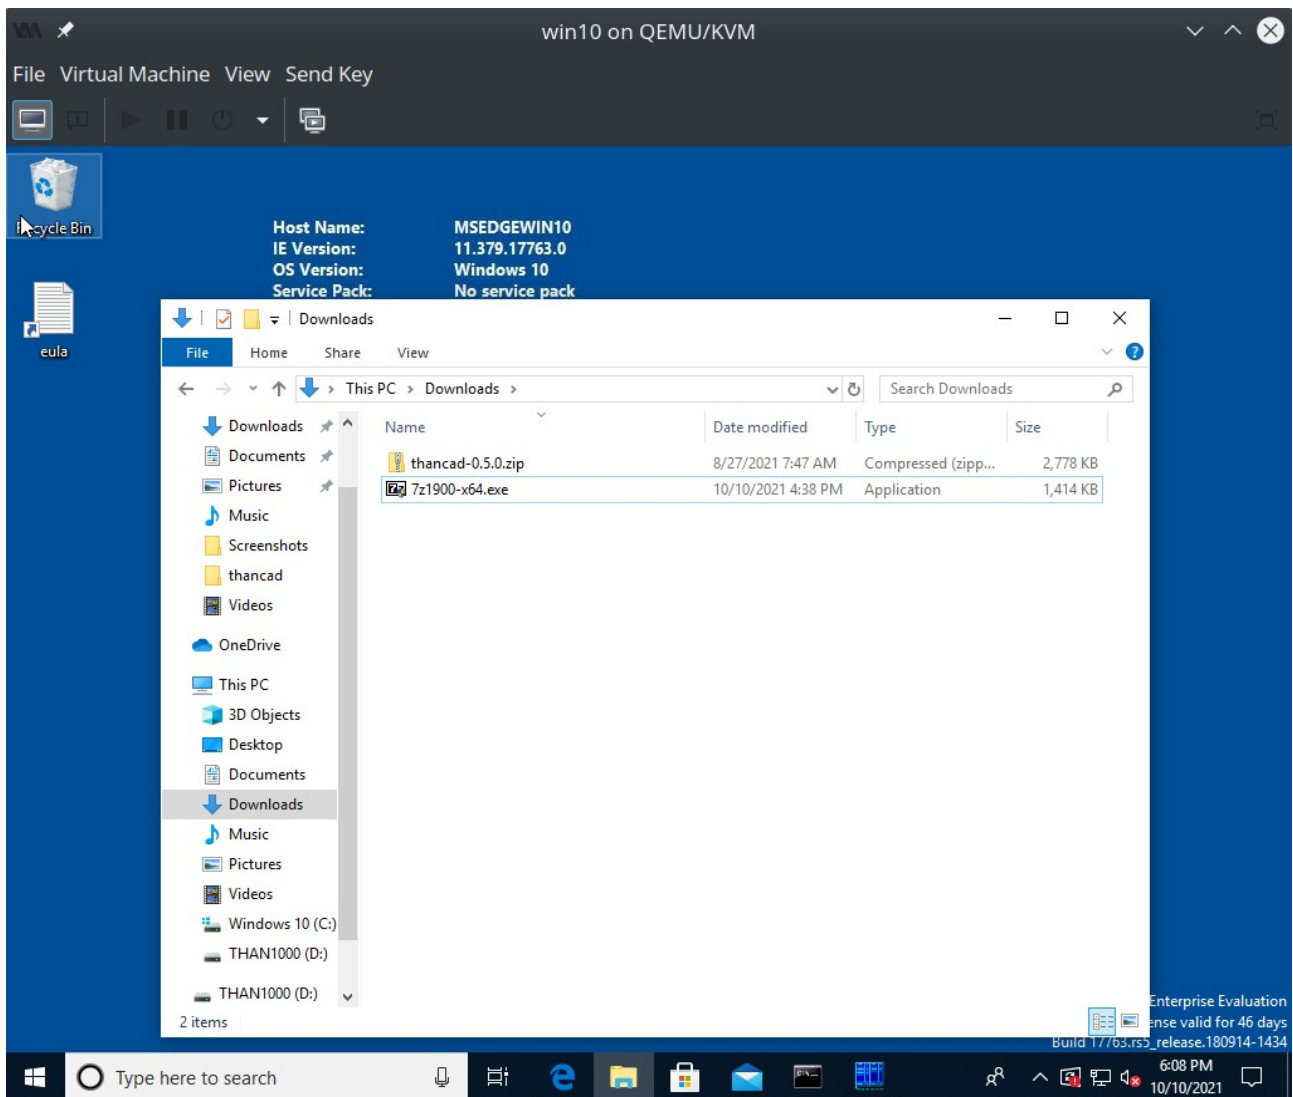 win10 on QEMU/KVM
File Virtual Machine View Send Key
Recycle Bin
eula
Host Name: MSEDGEWIN10
IE Version: 11.379.17763.0
OS Version: Windows 10
Service Pack: No service pack
Downloads
File Home Share View
This PC > Downloads >
Search Downloads
Downloads
Documents
Pictures
Music
Screenshots
thancad
Videos
OneDrive
This PC
3D Objects
Desktop
Documents
Downloads
Music
Pictures
Videos
Windows 10 (C:)
THAN1000 (D:)
THAN1000 (D:)
Name Date modified Type Size
thancad-0.5.0.zip 8/27/2021 7:47 AM Compressed (zipp... 2,778 KB
7z1900-x64.exe 10/10/2021 4:38 PM Application 1,414 KB
2 items
Enterprise Evaluation
ense valid for 46 days
Build 17763.rs5_release.180914-1434
Type here to search
6:08 PM
10/10/2021